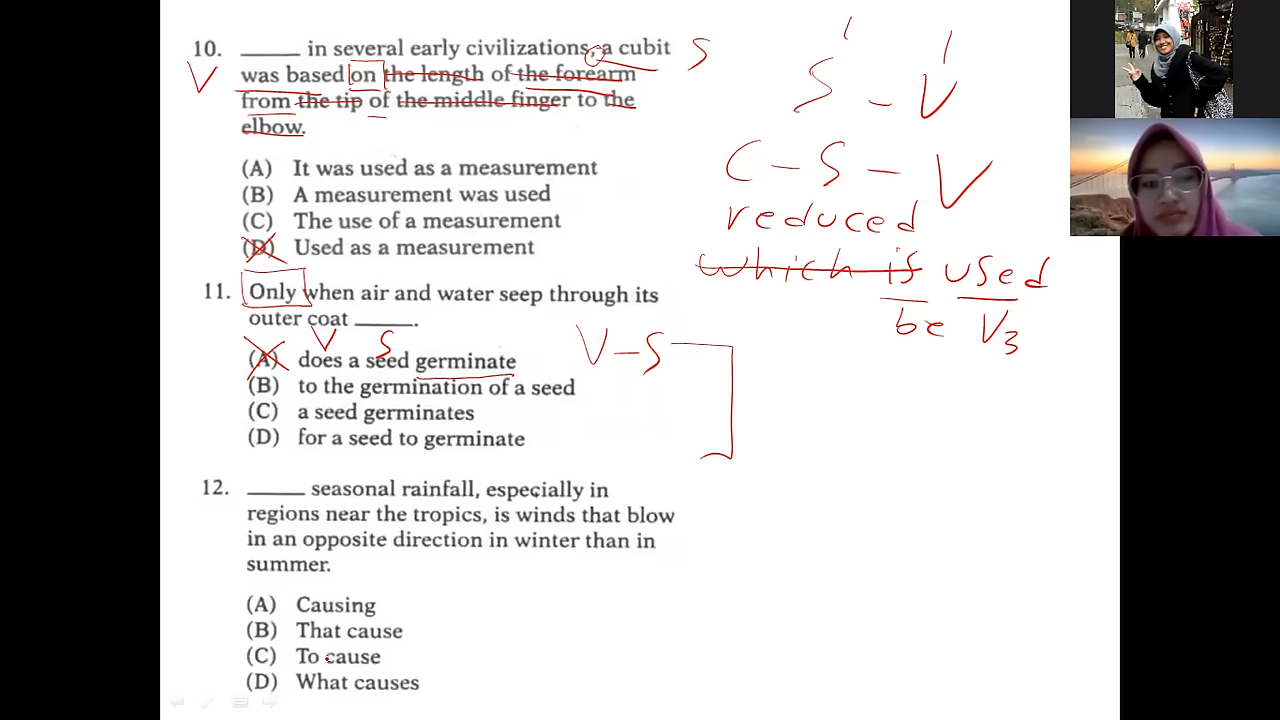 10. _____ in several early civilizations, a cubit S
V was based on the length of the forearm
from the tip of the middle finger to the
elbow.
(A) It was used as a measurement
(B) A measurement was used
(C) The use of a measurement
(D) Used as a measurement
11. Only when air and water seep through its
outer coat ______.
V S
(A) does a seed germinate
(B) to the germination of a seed
(C) a seed germinates
(D) for a seed to germinate
12. _____ seasonal rainfall, especially in
regions near the tropics, is winds that blow
in an opposite direction in winter than in
summer.
(A) Causing
(B) That cause
(C) To cause
(D) What causes
S - V
C - S - V
reduced
which is used
be V3
V - S